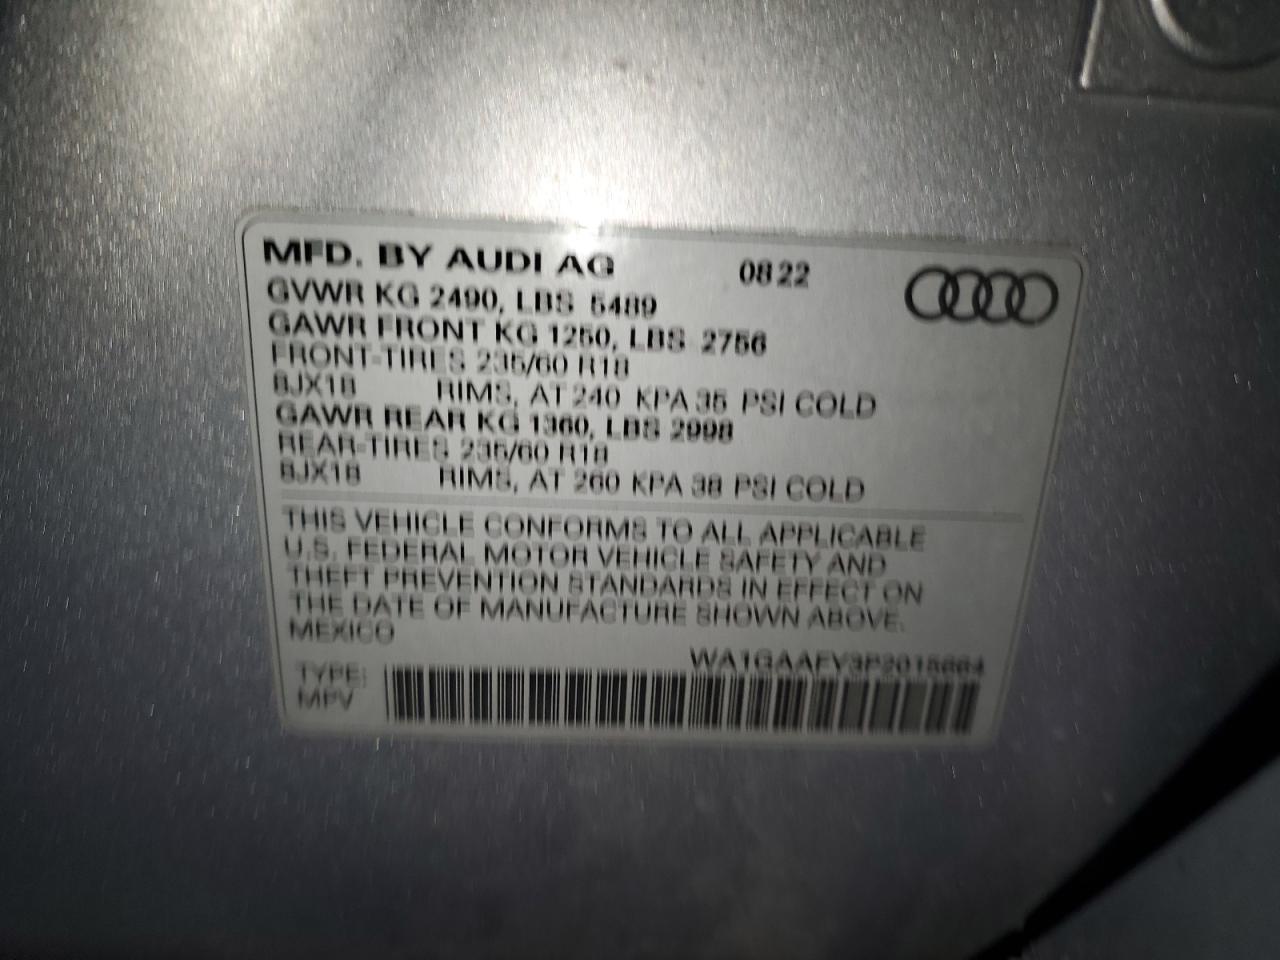 MFD. BY AUDI AG 0822
GVWR KG 2490, LBS 5489
GAWR FRONT KG 1250, LBS 2756
FRONT-TIRES 235/60 R18
8JX18 RIMS, AT 240 KPA 35 PSI COLD
GAWR REAR KG 1360, LBS 2998
REAR-TIRES 235/60 R18
8JX18 RIMS, AT 260 KPA 38 PSI COLD
THIS VEHICLE CONFORMS TO ALL APPLICABLE
U.S. FEDERAL MOTOR VEHICLE SAFETY AND
THEFT PREVENTION STANDARDS IN EFFECT ON
THE DATE OF MANUFACTURE SHOWN ABOVE.
MEXICO
WA1GAAFY3P2015664
TYPE:
MPV